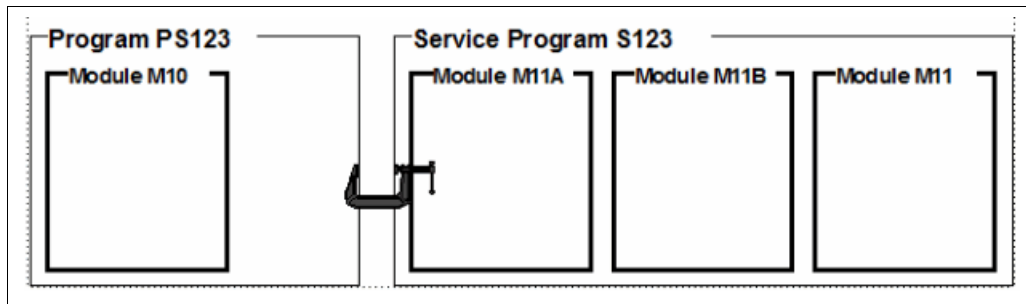 Program PS123
Service Program S123
Module M10
Module M11A
Module M11B
Module M11